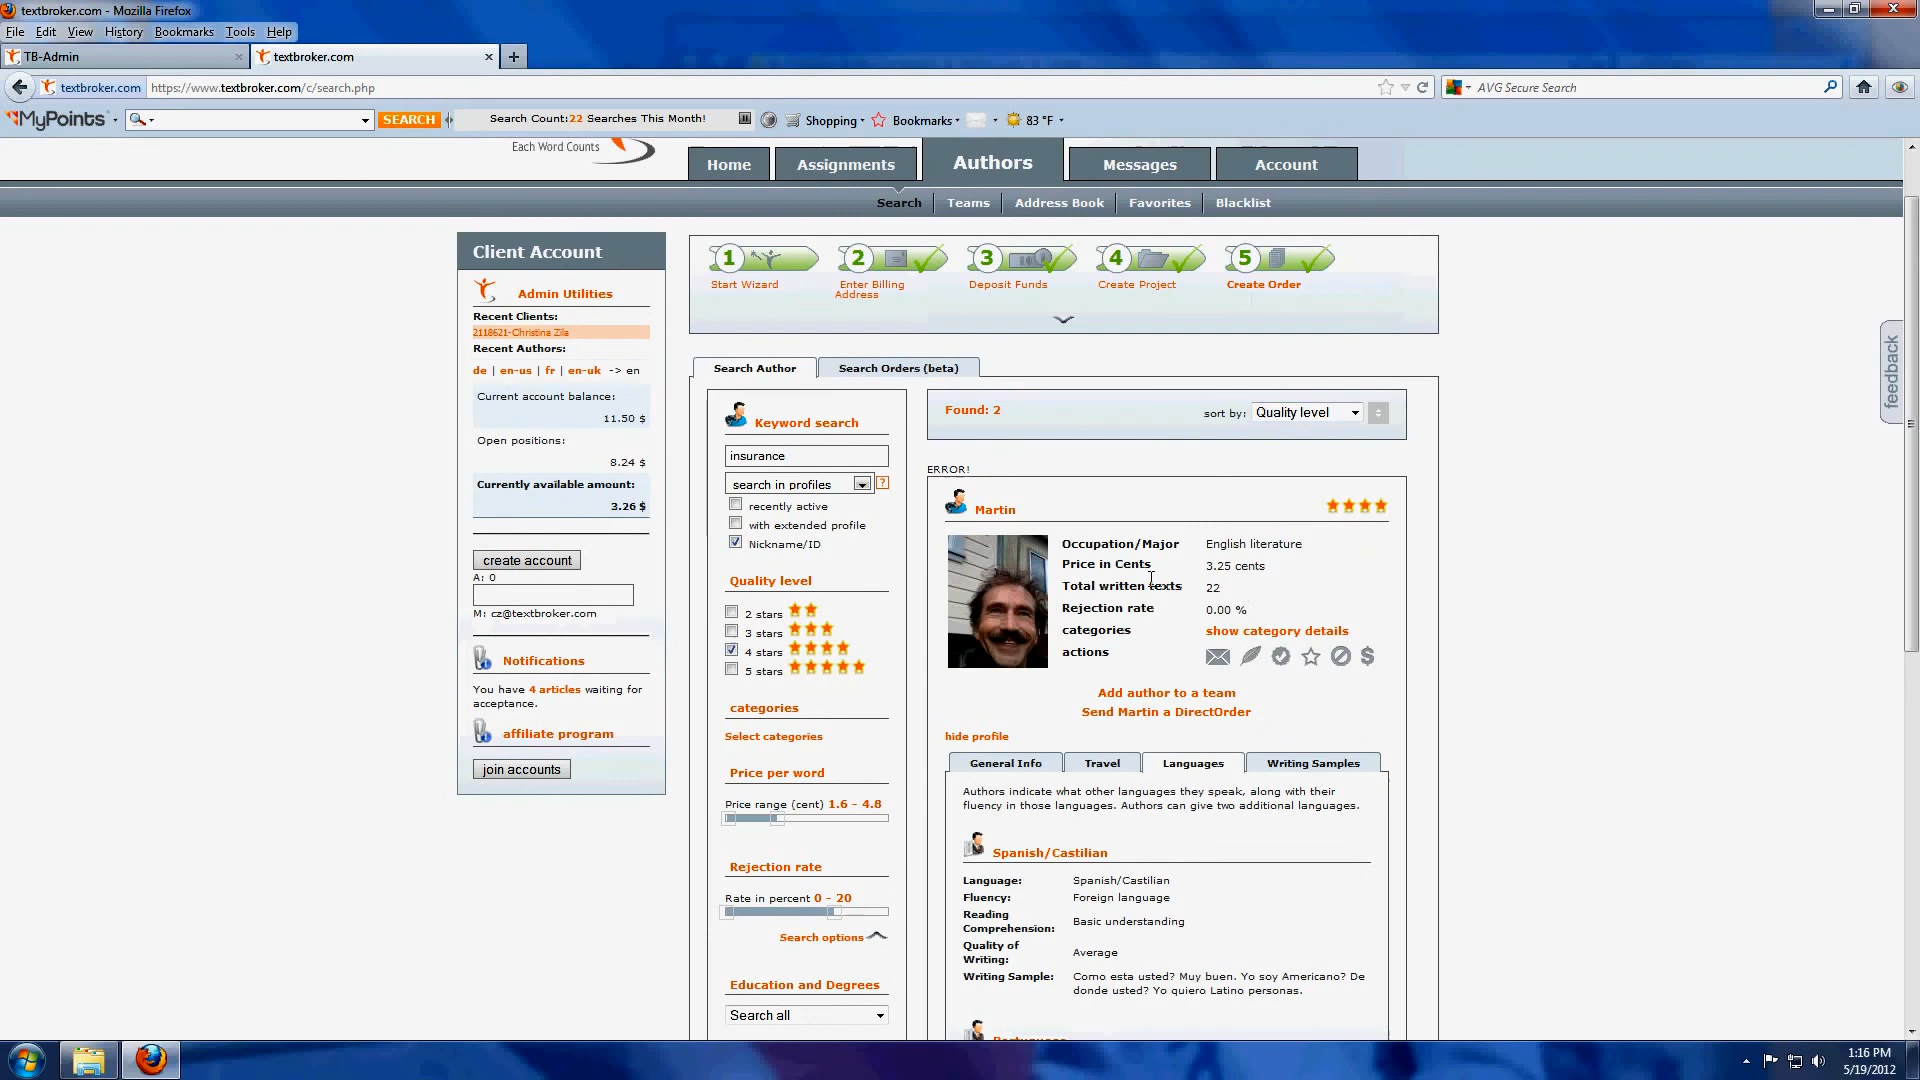 textbroker.com - Mozilla Firefox
File Edit View History Bookmarks Tools Help
TB-Admin
textbroker.com
textbroker.com https://www.textbroker.com/c/search.php
AVG Secure Search
MyPoints SEARCH Search Count:22 Searches This Month! Shopping Bookmarks 83 °F
Each Word Counts
Home Assignments Authors Messages Account
Search Teams Address Book Favorites Blacklist
Client Account
Admin Utilities
Recent Clients:
2118621-Christina Zila
Recent Authors:
de | en-us | fr | en-uk -> en
Current account balance:
11.50 $
Open positions:
8.24 $
Currently available amount:
3.26 $
create account
A: 0
M: cz@textbroker.com
Notifications
You have 4 articles waiting for
acceptance.
affiliate program
join accounts
1 2 3 4 5
Start Wizard
Enter Billing
Address
Deposit Funds
Create Project
Create Order
Search Author
Search Orders (beta)
Keyword search
insurance
search in profiles ?
recently active
with extended profile
Nickname/ID
Quality level
2 stars
3 stars
4 stars
5 stars
categories
Select categories
Price per word
Price range (cent) 1.6 - 4.8
Rejection rate
Rate in percent 0 - 20
Search options
Education and Degrees
Search all
Found: 2
sort by: Quality level
ERROR!
Martin
Occupation/Major English literature
Price in Cents 3.25 cents
Total written texts 22
Rejection rate 0.00 %
categories show category details
actions
Add author to a team
Send Martin a DirectOrder
hide profile
General Info Travel Languages Writing Samples
Authors indicate what other languages they speak, along with their
fluency in those languages. Authors can give two additional languages.
Spanish/Castilian
Language: Spanish/Castilian
Fluency: Foreign language
Reading
Comprehension: Basic understanding
Quality of
Writing: Average
Writing Sample: Como esta usted? Muy buen. Yo soy Americano? De
donde usted? Yo quiero Latino personas.
feedback
1:16 PM
5/19/2012